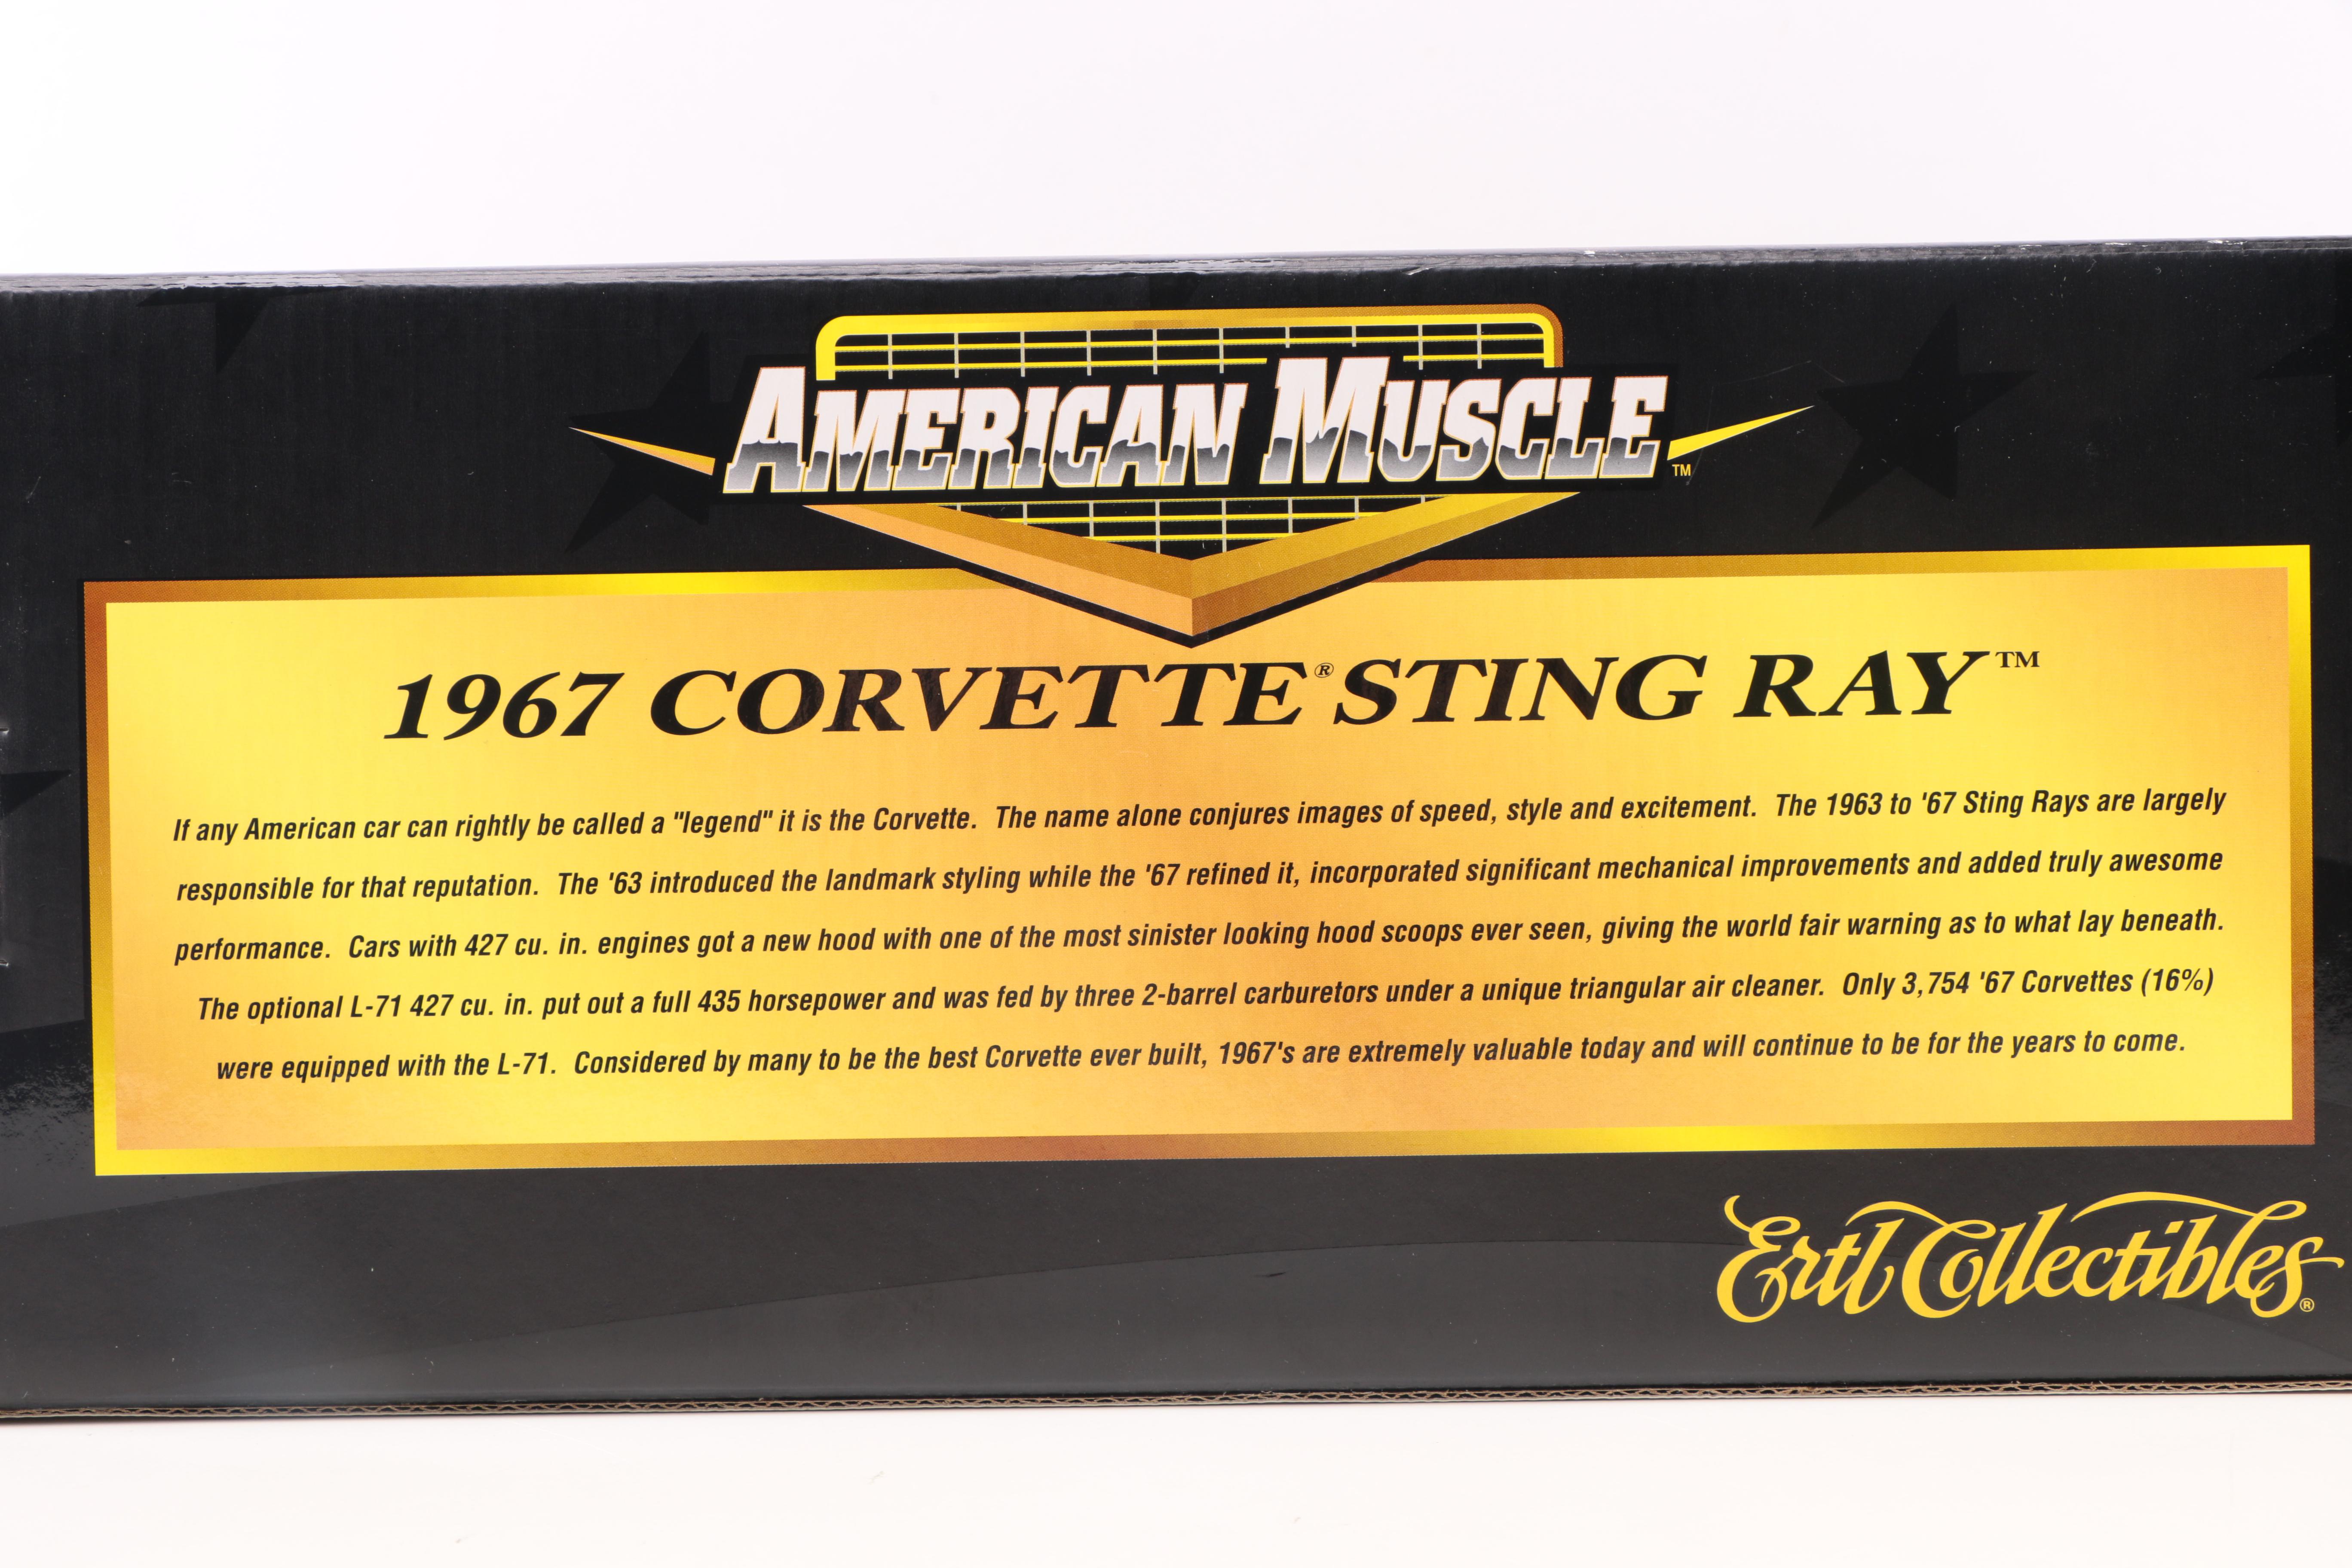 AMERICAN MUSCLE™
1967 CORVETTE® STING RAY™
If any American car can rightly be called a "legend" it is the Corvette. The name alone conjures images of speed, style and excitement. The 1963 to '67 Sting Rays are largely
responsible for that reputation. The '63 introduced the landmark styling while the '67 refined it, incorporated significant mechanical improvements and added truly awesome
performance. Cars with 427 cu. in. engines got a new hood with one of the most sinister looking hood scoops ever seen, giving the world fair warning as to what lay beneath.
The optional L-71 427 cu. in. put out a full 435 horsepower and was fed by three 2-barrel carburetors under a unique triangular air cleaner. Only 3,754 '67 Corvettes (16%)
were equipped with the L-71. Considered by many to be the best Corvette ever built, 1967's are extremely valuable today and will continue to be for the years to come.
Ertl Collectibles®